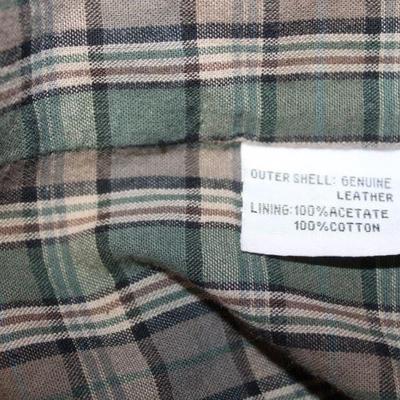 OUTER SHELL: GENUINE
LEATHER
LINING:100%ACETATE
100%COTTON